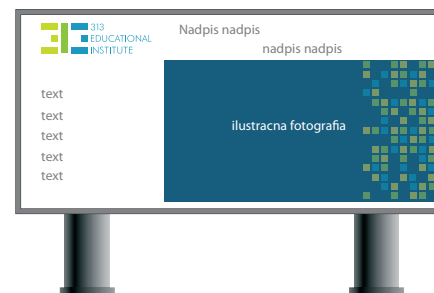 313
EDUCATIONAL
INSTITUTE
Nadpis nadpis
nadpis nadpis
text
text
text
text
text
ilustracna fotografia